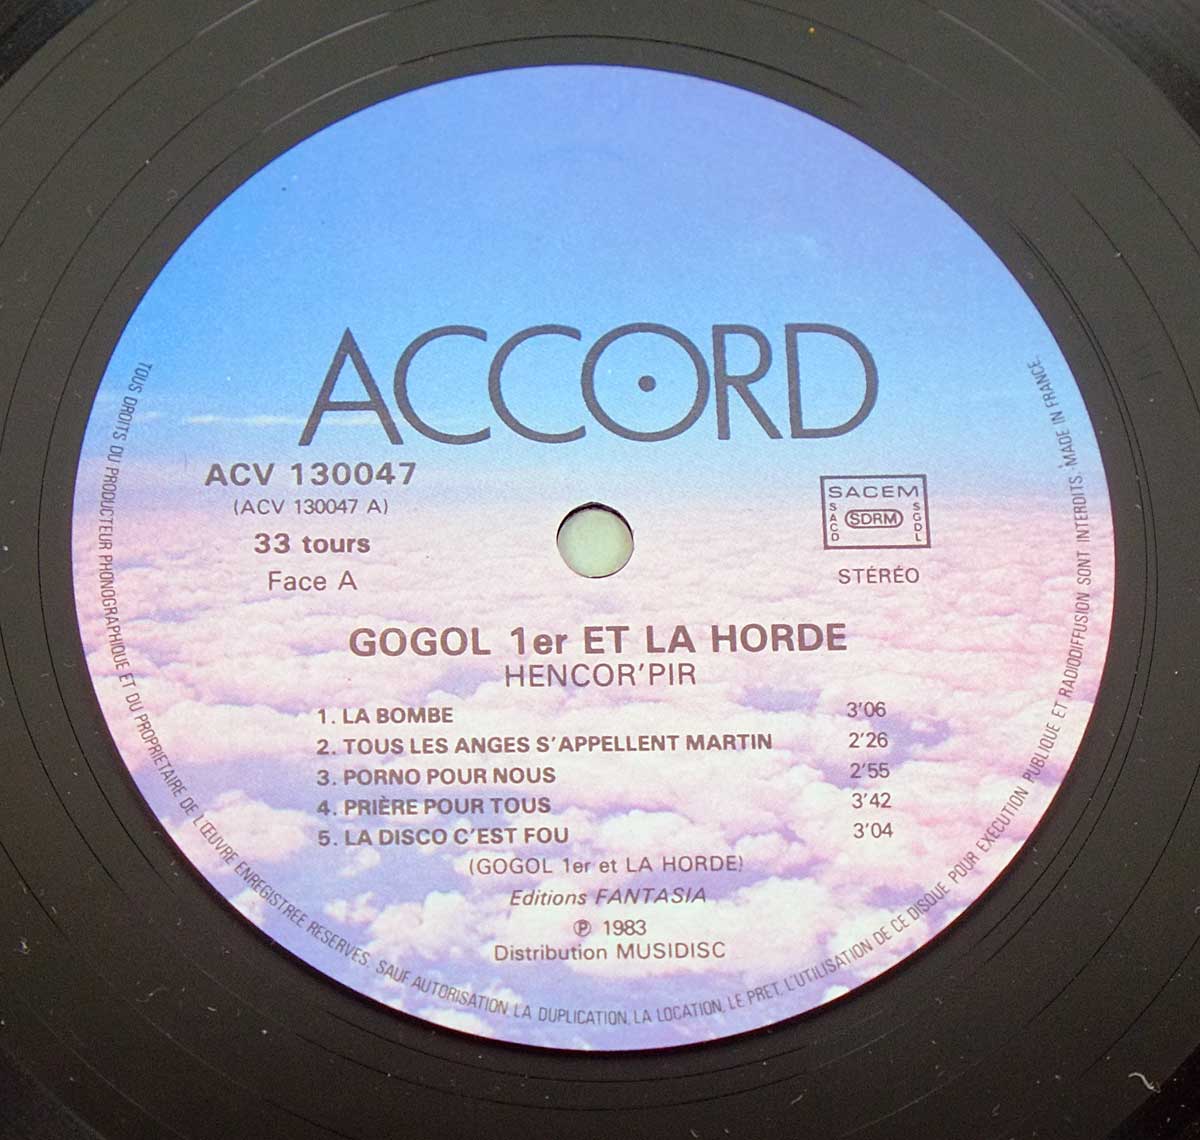 ACCORD
ACV 130047
(ACV 130047 A)
33 tours
Face A
SACEM
SACD
SDRM
SGDL
STÉRÉO
GOGOL 1er ET LA HORDE
HENCOR'PIR
1. LA BOMBE 3'06
2. TOUS LES ANGES S'APPELLENT MARTIN 2'26
3. PORNO POUR NOUS 2'55
4. PRIÈRE POUR TOUS 3'42
5. LA DISCO C'EST FOU 3'04
(GOGOL 1er et LA HORDE)
Editions FANTASIA
℗ 1983
Distribution MUSIDISC
TOUS DROITS DU PRODUCTEUR PHONOGRAPHIQUE ET DU PROPRIETAIRE DE L'ŒUVRE ENREGISTREE RESERVES. SAUF AUTORISATION LA DUPLICATION, LA LOCATION, LE PRET, L'UTILISATION DE CE DISQUE POUR EXECUTION PUBLIQUE ET RADIODIFFUSION SONT INTERDITS. MADE IN FRANCE.